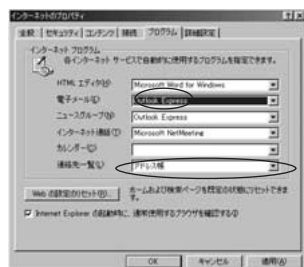 インターネットのプロパティ
全般 | セキュリティ | コンテンツ | 接続 | プログラム | 詳細設定
インターネット プログラム
各インターネット サービスで自動的に使用するプログラムを指定できます。
HTML エディタ(H) Microsoft Word for Windows
電子メール(E) Outlook Express
ニュースグループ(N) Outlook Express
インターネット通話(T) Microsoft NetMeeting
カレンダー(C)
連絡先一覧(L) アドレス帳
Web の設定のリセット(R)... ホームおよび検索ページを既定の状態にリセットできます。
Internet Explorer の起動時に、通常使用するブラウザを確認する(I)
OK キャンセル 適用(A)